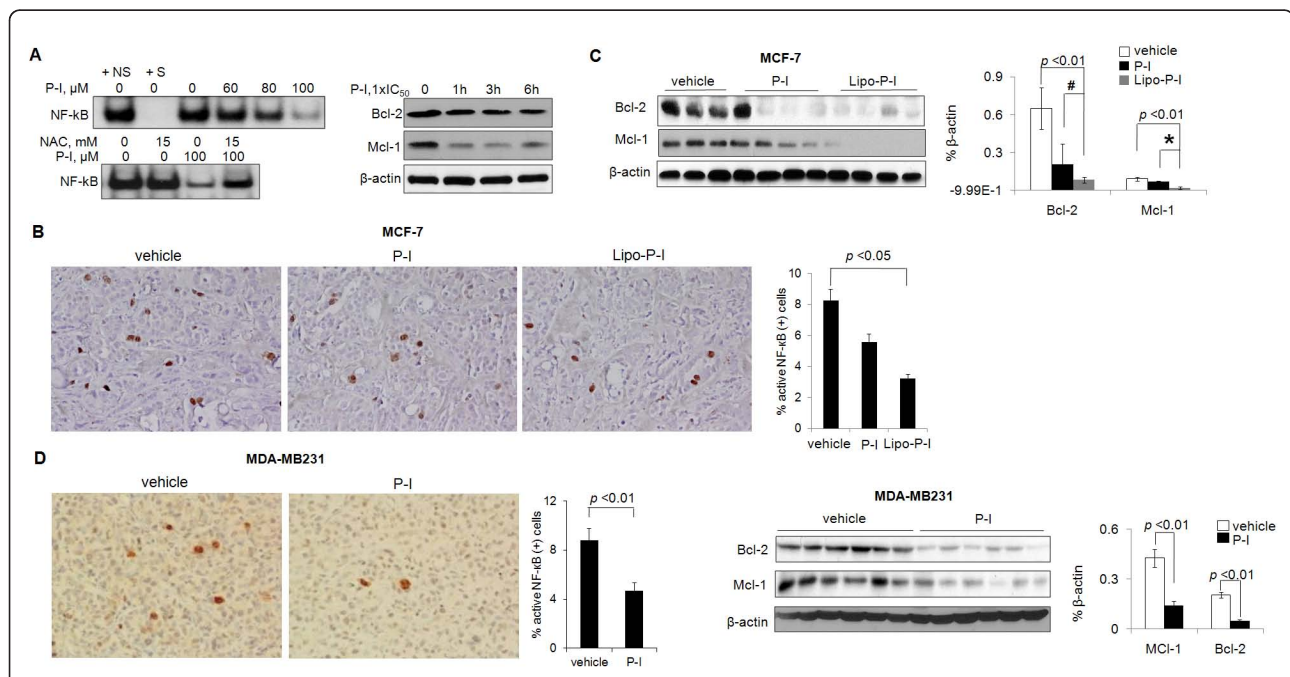 A
+ NS + S
P-I, µM 0 0 0 60 80 100
NF-kB
NAC, mM 0 15 0 15
P-I, µM 0 0 100 100
NF-kB
P-I,1xIC50 0 1h 3h 6h
Bcl-2
Mcl-1
β-actin
C
MCF-7
vehicle P-I Lipo-P-I
Bcl-2
Mcl-1
β-actin
vehicle
P-I
Lipo-P-I
p <0.01
#
p <0.01
*
% β-actin
0.9
0.3
-9.99E-1
Bcl-2 Mcl-1
B
MCF-7
vehicle P-I Lipo-P-I
% active NF-κB (+) cells
p <0.05
10
8
6
4
2
0
vehicle P-I Lipo-P-I
D
MDA-MB231
vehicle P-I
% active NF-κB (+) cells
p <0.01
12
8
4
0
vehicle P-I
MDA-MB231
vehicle P-I
Bcl-2
Mcl-1
β-actin
% β-actin
p <0.01
vehicle
P-I
p <0.01
0.6
0.3
0
MCl-1 Bcl-2